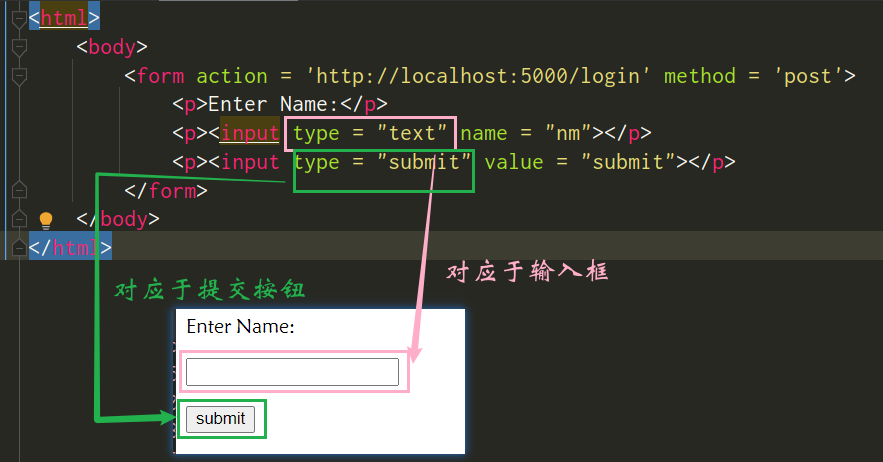 <html>
<body>
<form action = 'http://localhost:5000/login' method = 'post'>
<p>Enter Name:</p>
<p><input type = "text" name = "nm"></p>
<p><input type = "submit" value = "submit"></p>
</form>
</body>
</html>
对应于输入框
对应于提交按钮
Enter Name:
submit